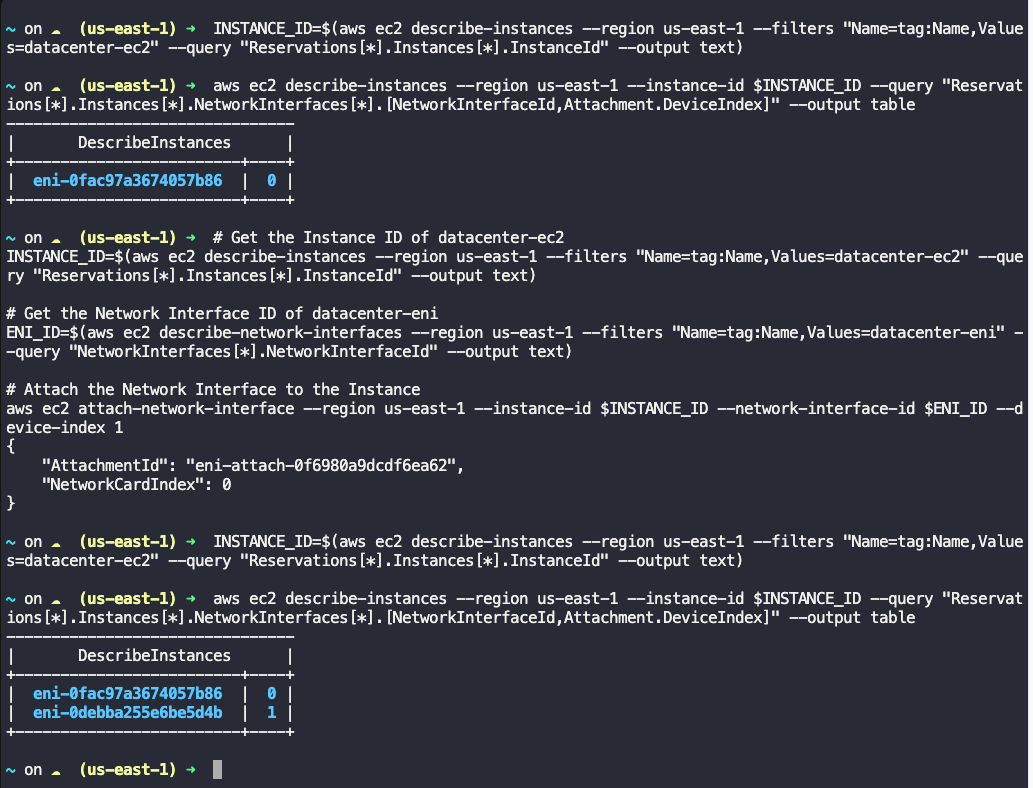 ~ on ☁ (us-east-1) ➜ INSTANCE_ID=$(aws ec2 describe-instances --region us-east-1 --filters "Name=tag:Name,Value
s=datacenter-ec2" --query "Reservations[*].Instances[*].InstanceId" --output text)
~ on ☁ (us-east-1) ➜ aws ec2 describe-instances --region us-east-1 --instance-id $INSTANCE_ID --query "Reservat
ions[*].Instances[*].NetworkInterfaces[*].[NetworkInterfaceId,Attachment.DeviceIndex]" --output table
--------------------------------
|       DescribeInstances      |
+-------------------------+----+
|  eni-0fac97a3674057b86  |  0 |
+-------------------------+----+
~ on ☁ (us-east-1) ➜ # Get the Instance ID of datacenter-ec2
INSTANCE_ID=$(aws ec2 describe-instances --region us-east-1 --filters "Name=tag:Name,Values=datacenter-ec2" --que
ry "Reservations[*].Instances[*].InstanceId" --output text)
# Get the Network Interface ID of datacenter-eni
ENI_ID=$(aws ec2 describe-network-interfaces --region us-east-1 --filters "Name=tag:Name,Values=datacenter-eni" -
-query "NetworkInterfaces[*].NetworkInterfaceId" --output text)
# Attach the Network Interface to the Instance
aws ec2 attach-network-interface --region us-east-1 --instance-id $INSTANCE_ID --network-interface-id $ENI_ID --d
evice-index 1
{
    "AttachmentId": "eni-attach-0f6980a9dcdf6ea62",
    "NetworkCardIndex": 0
}
~ on ☁ (us-east-1) ➜ INSTANCE_ID=$(aws ec2 describe-instances --region us-east-1 --filters "Name=tag:Name,Value
s=datacenter-ec2" --query "Reservations[*].Instances[*].InstanceId" --output text)
~ on ☁ (us-east-1) ➜ aws ec2 describe-instances --region us-east-1 --instance-id $INSTANCE_ID --query "Reservat
ions[*].Instances[*].NetworkInterfaces[*].[NetworkInterfaceId,Attachment.DeviceIndex]" --output table
--------------------------------
|       DescribeInstances      |
+-------------------------+----+
|  eni-0fac97a3674057b86  |  0 |
|  eni-0debba255e6be5d4b  |  1 |
+-------------------------+----+
~ on ☁ (us-east-1) ➜